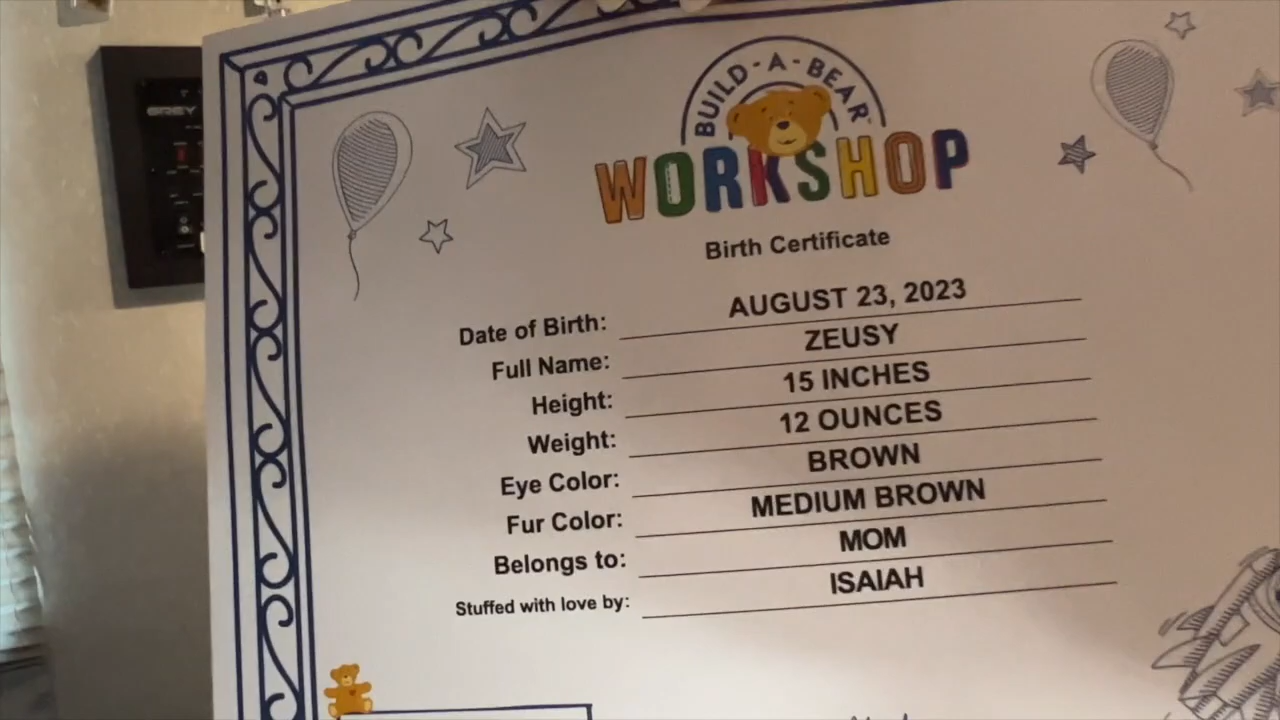 GREY
BUILD-A-BEAR
WORKSHOP
Birth Certificate
Date of Birth: AUGUST 23, 2023
Full Name: ZEUSY
Height: 15 INCHES
Weight: 12 OUNCES
Eye Color: BROWN
Fur Color: MEDIUM BROWN
Belongs to: MOM
Stuffed with love by: ISAIAH